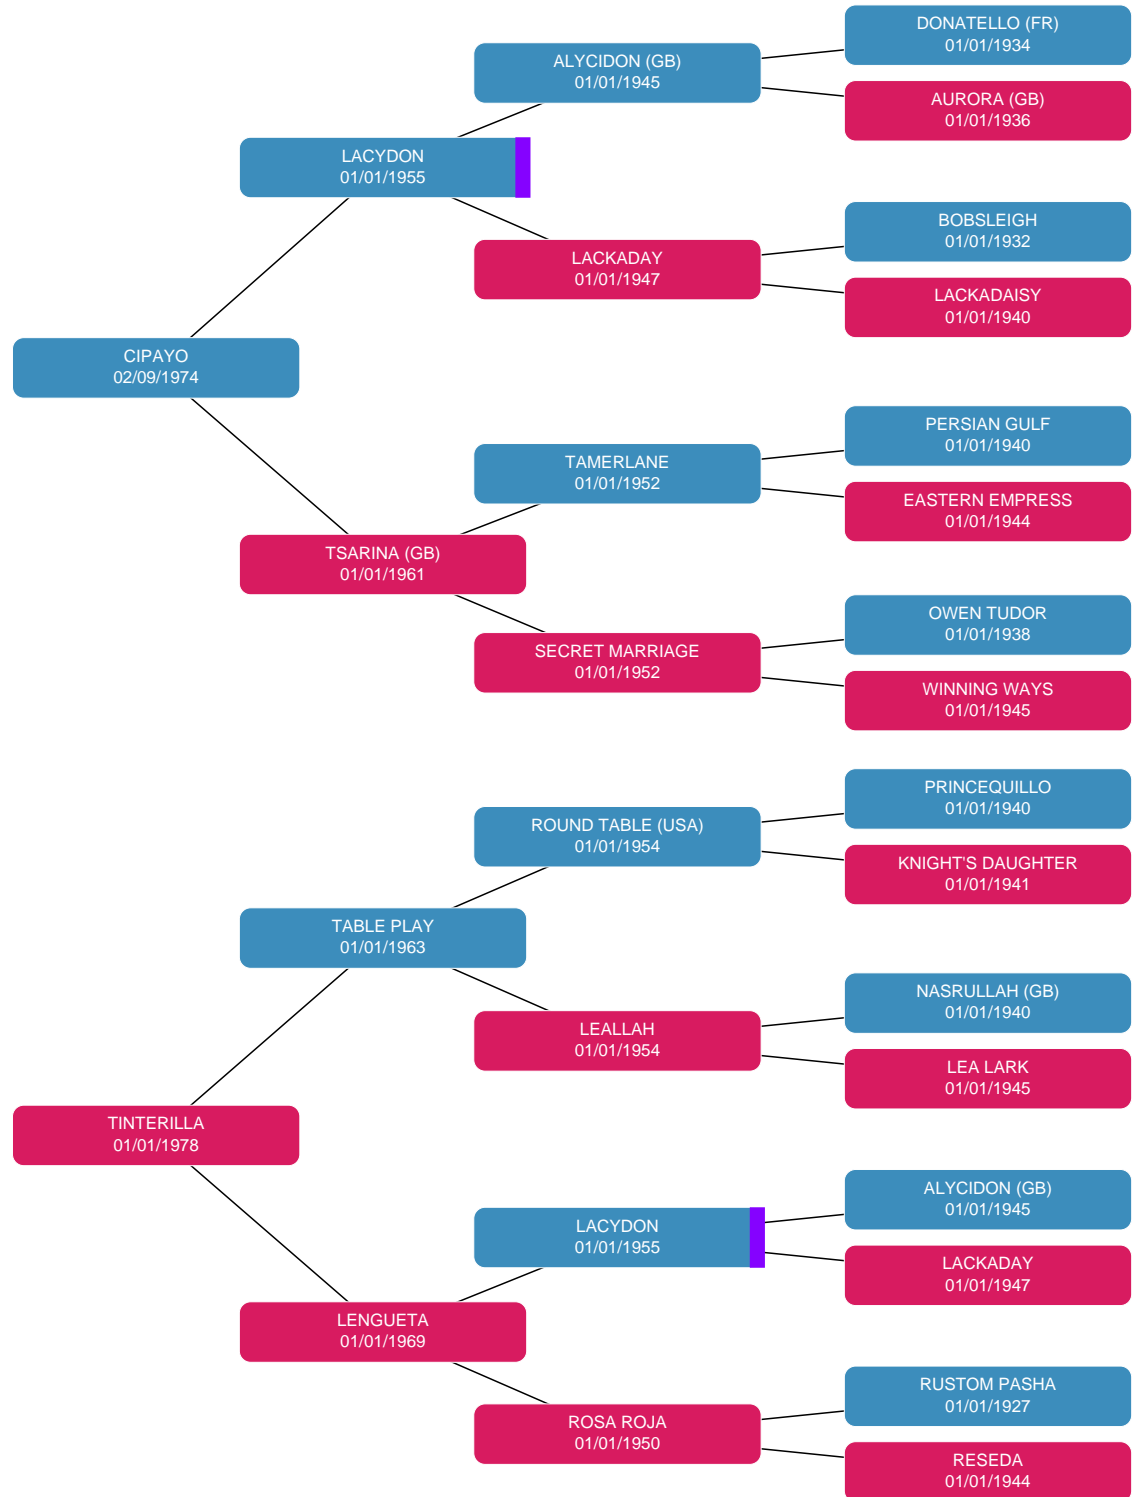 DONATELLO (FR)
01/01/1934
ALYCIDON (GB)
01/01/1945
AURORA (GB)
01/01/1936
LACYDON
01/01/1955
BOBSLEIGH
01/01/1932
LACKADAY
01/01/1947
LACKADAISY
01/01/1940
CIPAYO
02/09/1974
PERSIAN GULF
01/01/1940
TAMERLANE
01/01/1952
EASTERN EMPRESS
01/01/1944
TSARINA (GB)
01/01/1961
OWEN TUDOR
01/01/1938
SECRET MARRIAGE
01/01/1952
WINNING WAYS
01/01/1945
PRINCEQUILLO
01/01/1940
ROUND TABLE (USA)
01/01/1954
KNIGHT'S DAUGHTER
01/01/1941
TABLE PLAY
01/01/1963
NASRULLAH (GB)
01/01/1940
LEALLAH
01/01/1954
LEA LARK
01/01/1945
TINTERILLA
01/01/1978
ALYCIDON (GB)
01/01/1945
LACYDON
01/01/1955
LACKADAY
01/01/1947
LENGUETA
01/01/1969
RUSTOM PASHA
01/01/1927
ROSA ROJA
01/01/1950
RESEDA
01/01/1944